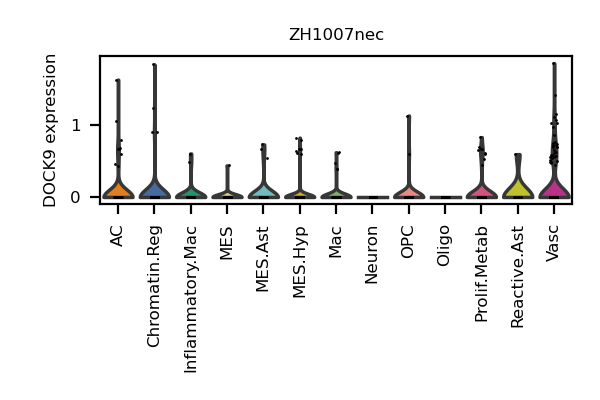 ZH1007nec
DOCK9 expression
1
0
AC
Chromatin.Reg
Inflammatory.Mac
MES
MES.Ast
MES.Hyp
Mac
Neuron
OPC
Oligo
Prolif.Metab
Reactive.Ast
Vasc